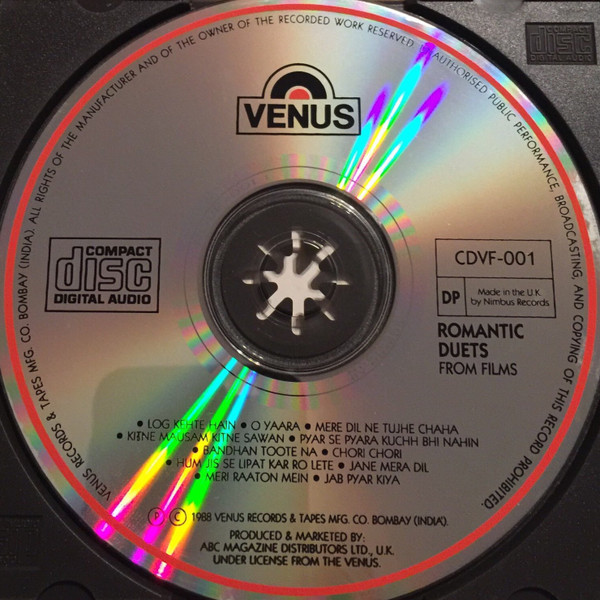 VENUS RECORDS & TAPES MFG. CO. BOMBAY (INDIA). ALL RIGHTS OF THE MANUFACTURER AND OF THE OWNER OF THE RECORDED WORK RESERVED. UNAUTHORISED PUBLIC PERFORMANCE, BROADCASTING, AND COPYING OF THIS RECORD PROHIBITED.
VENUS
COMPACT
disc
DIGITAL AUDIO
CDVF-001
DP
Made in the U.K.
by Nimbus Records
ROMANTIC
DUETS
FROM FILMS
• LOG KEHTE HAIN • O YAARA • MERE DIL NE TUJHE CHAHA
• KITNE MAUSAM KITNE SAWAN • PYAR SE PYARA KUCHH BHI NAHIN
• BANDHAN TOOTE NA • CHORI CHORI
• HUM JIS SE LIPAT KAR RO LETE • JANE MERA DIL
• MERI RAATON MEIN • JAB PYAR KIYA
Ⓟ Ⓒ 1988 VENUS RECORDS & TAPES MFG. CO. BOMBAY (INDIA').
PRODUCED & MARKETED BY:
ABC MAGAZINE DISTRIBUTORS LTD., U.K.
UNDER LICENSE FROM THE VENUS.
COMPACT
disc
DIGITAL AUDIO